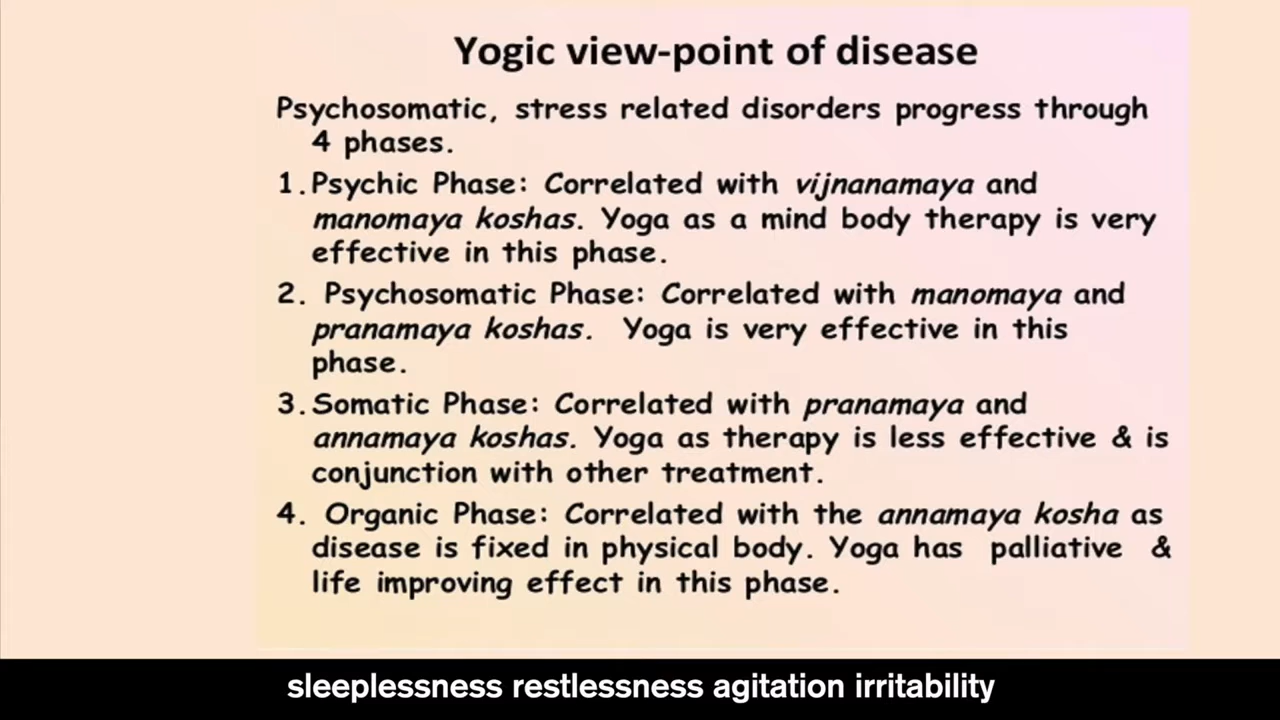 Yogic view-point of disease
Psychosomatic, stress related disorders progress through
4 phases.
1. Psychic Phase: Correlated with vijnanamaya and
manomaya koshas. Yoga as a mind body therapy is very
effective in this phase.
2. Psychosomatic Phase: Correlated with manomaya and
pranamaya koshas. Yoga is very effective in this
phase.
3. Somatic Phase: Correlated with pranamaya and
annamaya koshas. Yoga as therapy is less effective & is
conjunction with other treatment.
4. Organic Phase: Correlated with the annamaya kosha as
disease is fixed in physical body. Yoga has palliative &
life improving effect in this phase.
sleeplessness restlessness agitation irritability